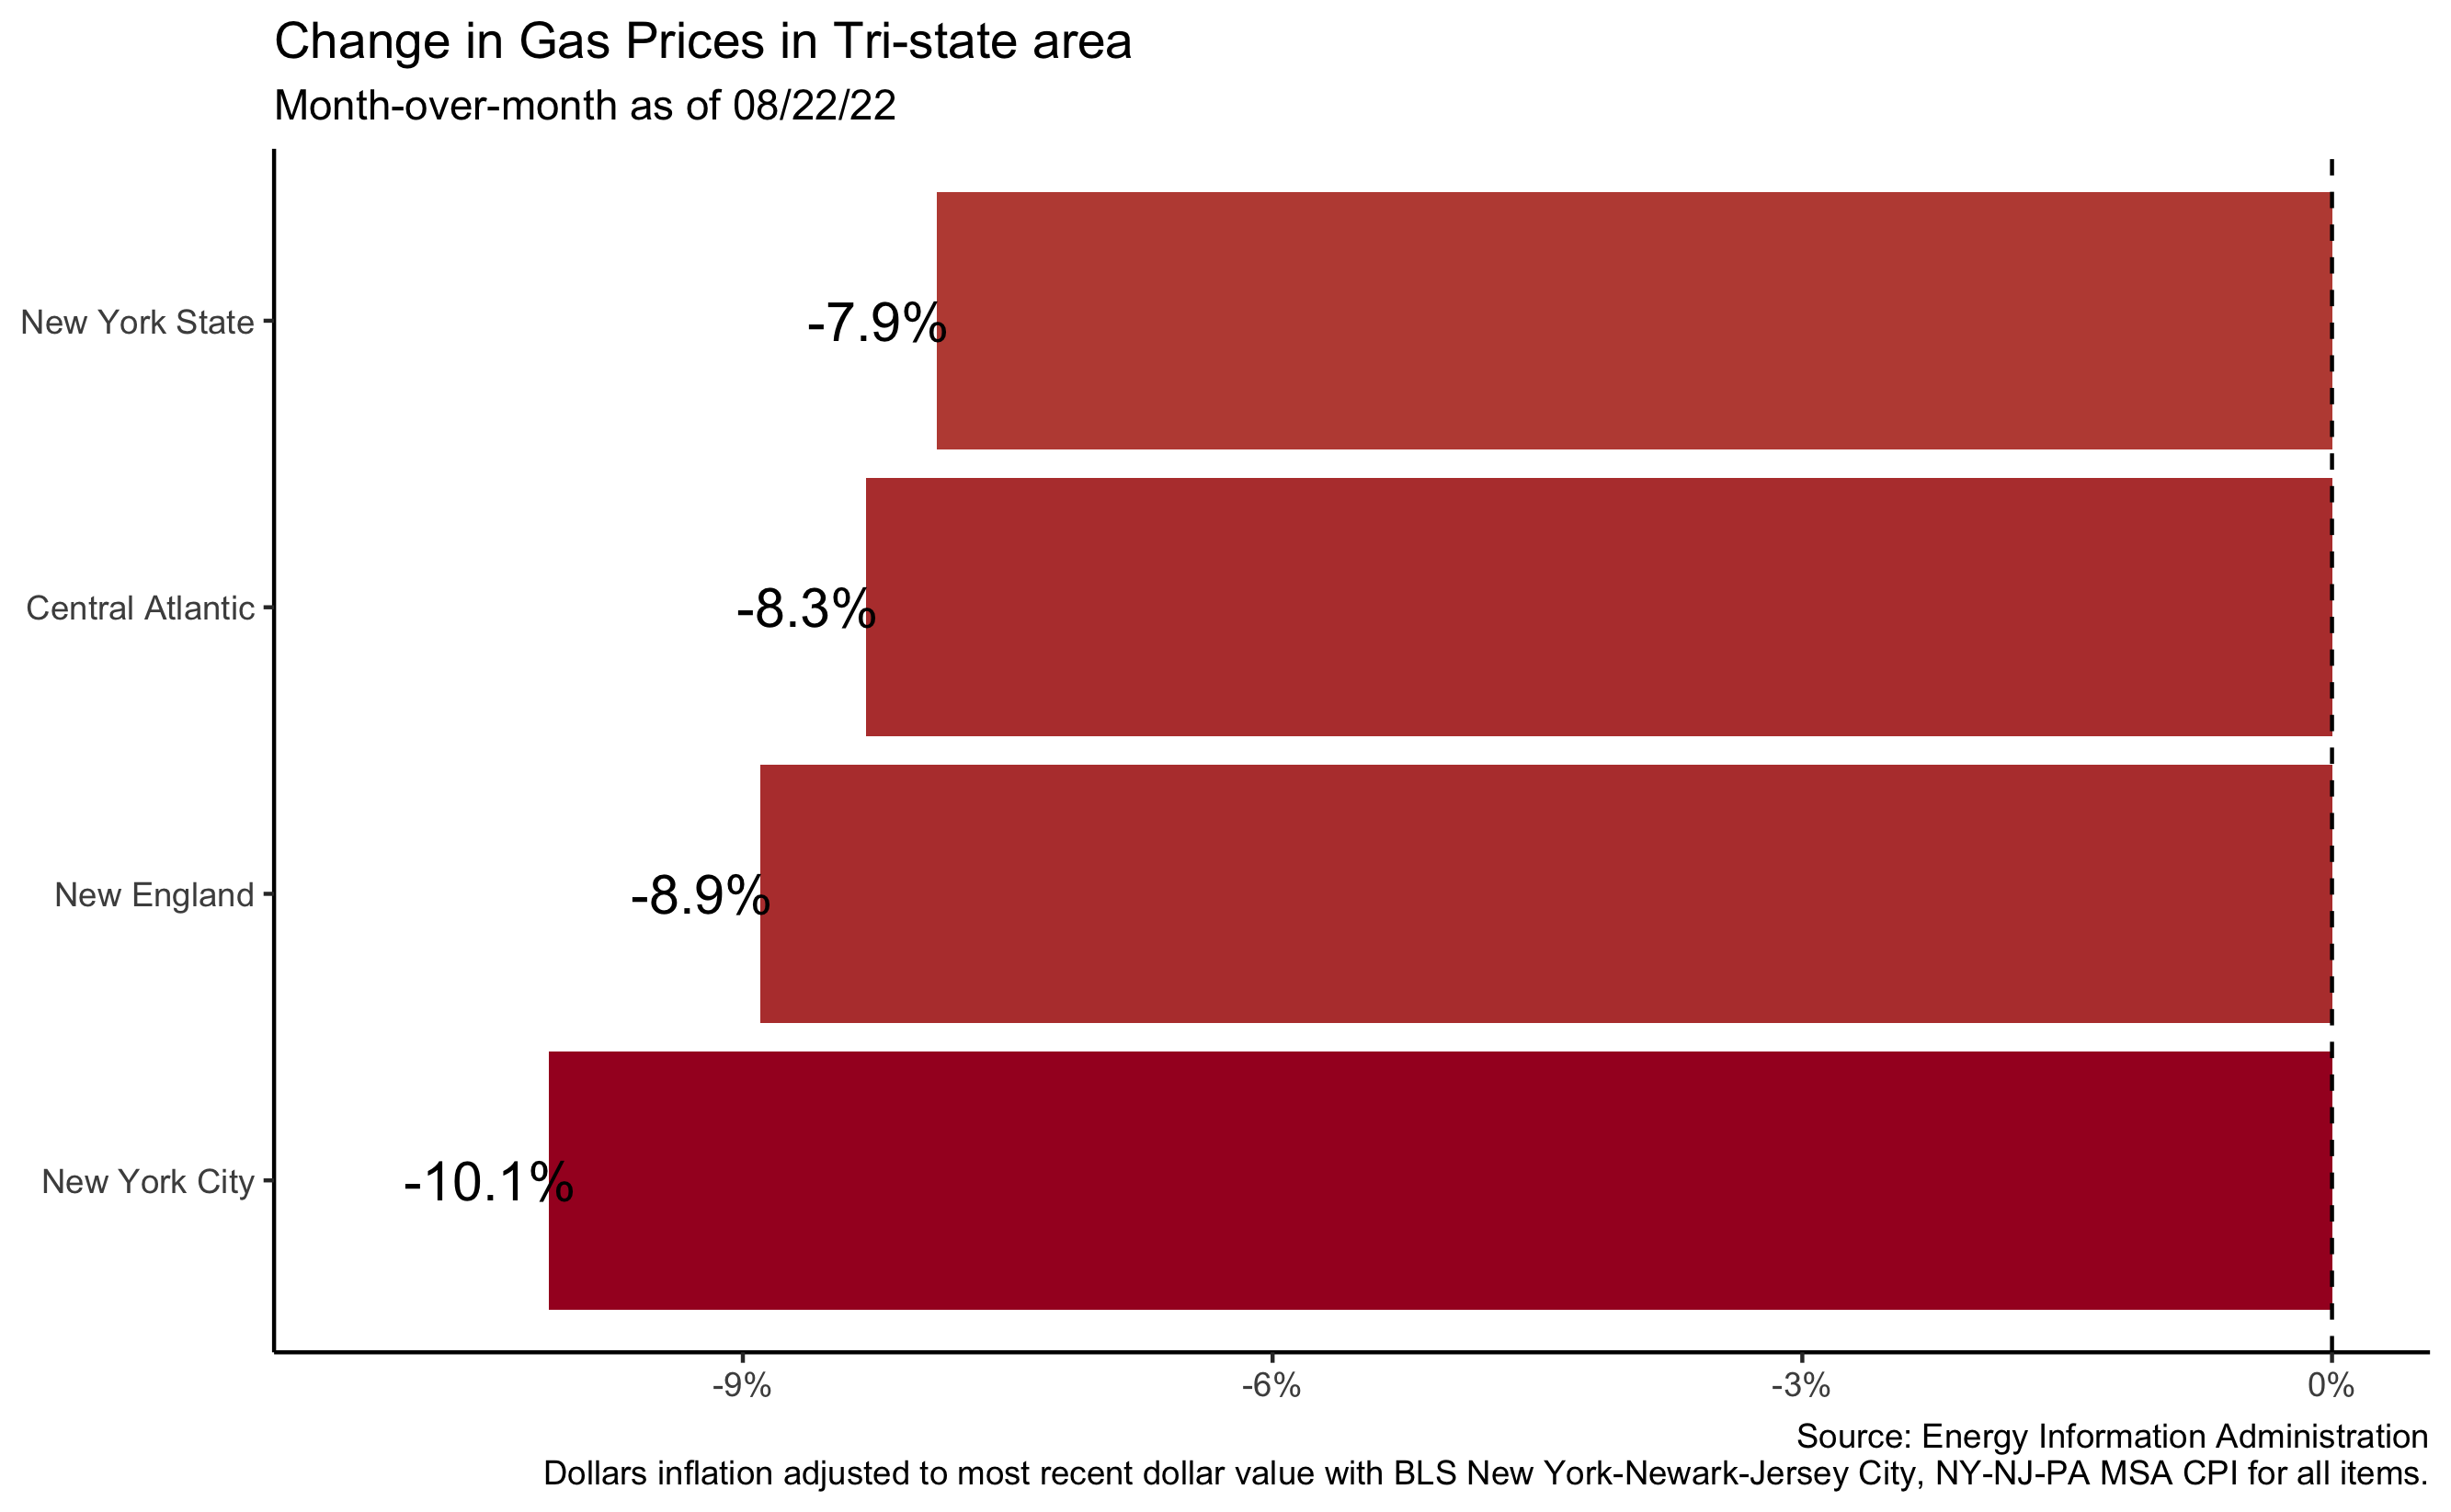 Change in Gas Prices in Tri-state area
Month-over-month as of 08/22/22
New York State
-7.9%
Central Atlantic
-8.3%
New England
-8.9%
New York City
-10.1%
-9%
-6%
-3%
0%
Source: Energy Information Administration
Dollars inflation adjusted to most recent dollar value with BLS New York-Newark-Jersey City, NY-NJ-PA MSA CPI for all items.